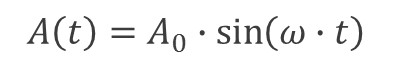 A(t) = A₀ · sin(ω · t)